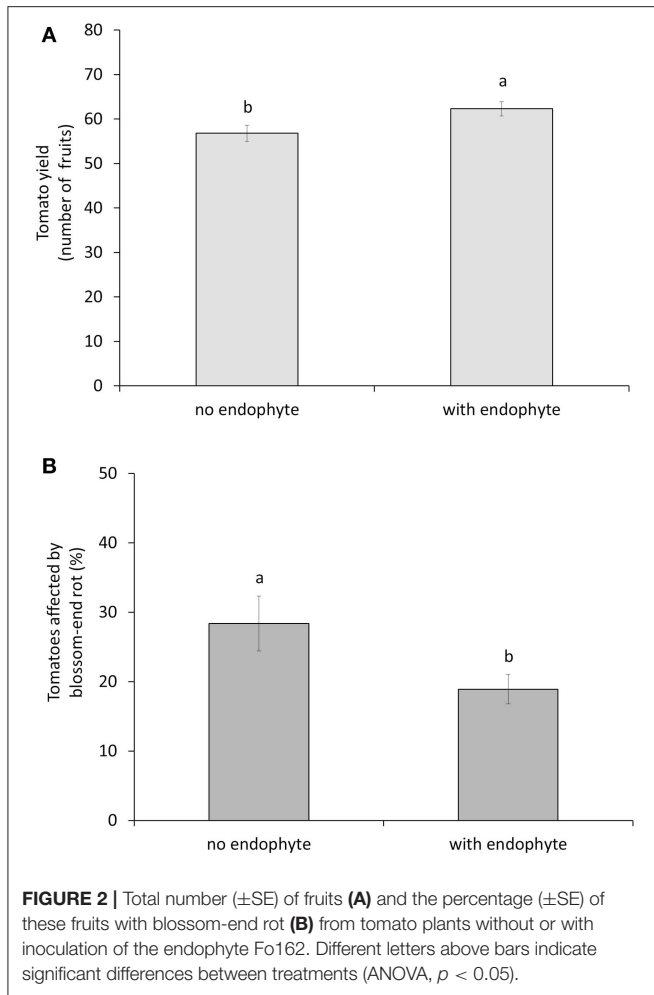 A
80
70
60
50
40
30
20
10
0
Tomato yield
(number of fruits)
b
a
no endophyte
with endophyte
B
50
40
30
20
10
0
Tomatoes affected by
blossom-end rot (%)
a
b
no endophyte
with endophyte
FIGURE 2 | Total number (±SE) of fruits (A) and the percentage (±SE) of
these fruits with blossom-end rot (B) from tomato plants without or with
inoculation of the endophyte Fo162. Different letters above bars indicate
significant differences between treatments (ANOVA, p < 0.05).